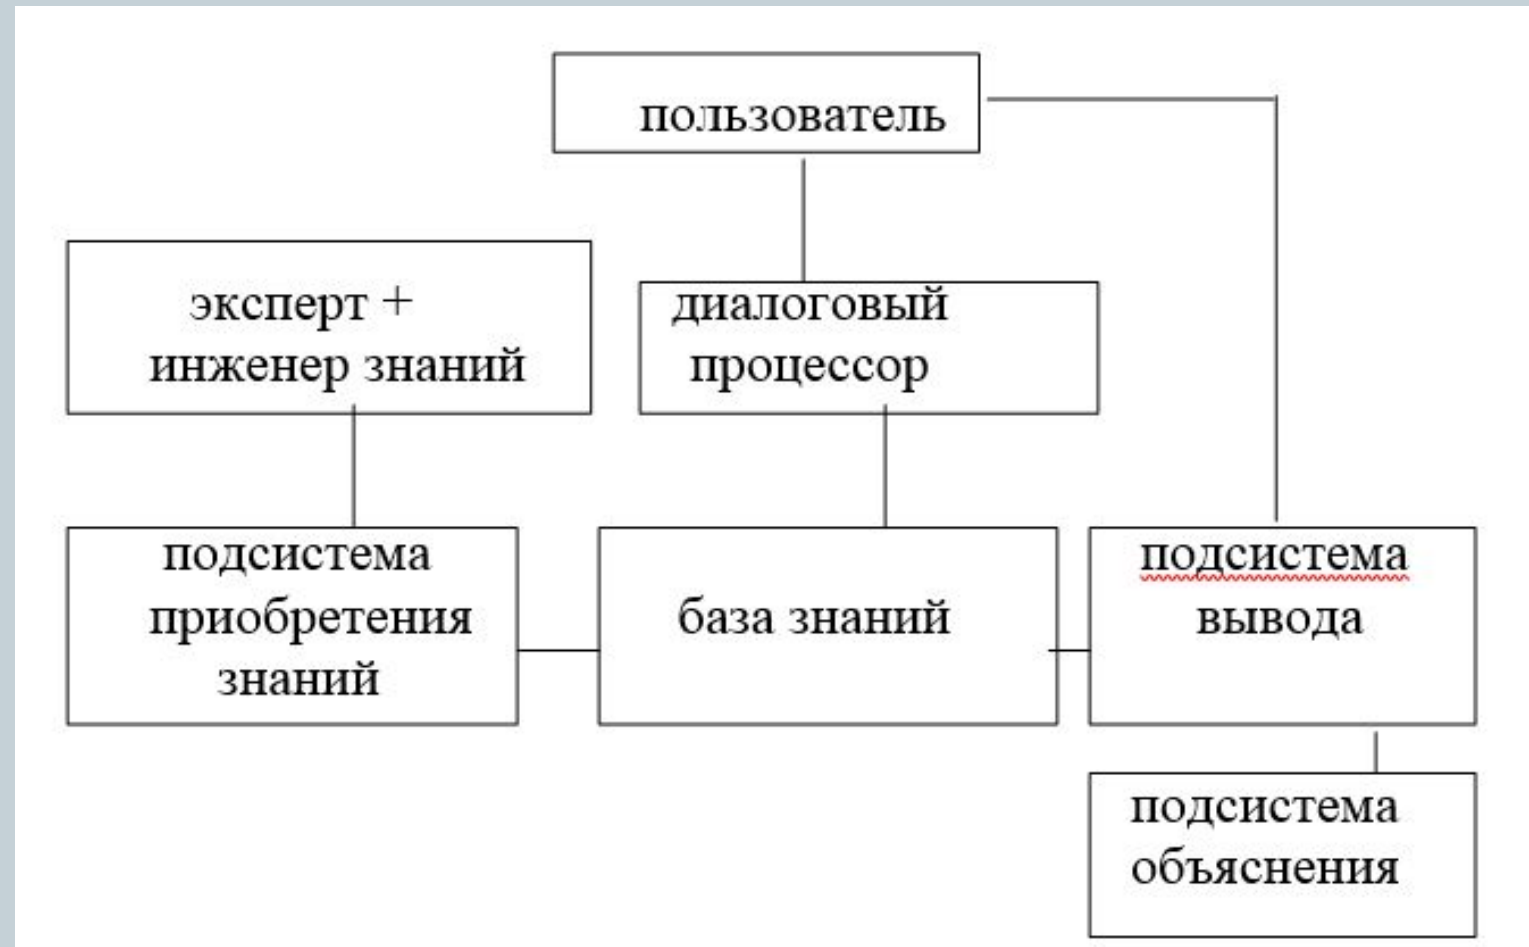 пользователь
эксперт +
инженер знаний
диалоговый
процессор
подсистема
приобретения
знаний
база знаний
подсистема
вывода
подсистема
объяснения